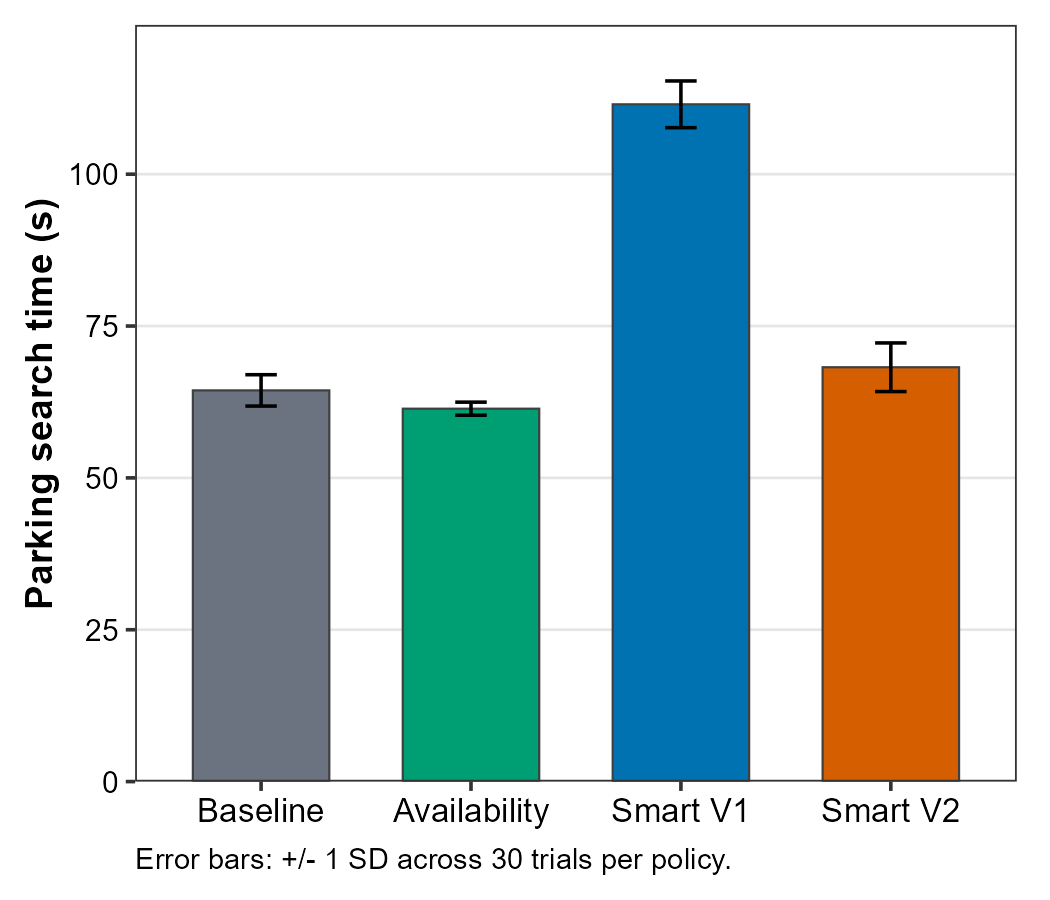 Parking search time (s)
100
75
50
25
0
Baseline Availability Smart V1 Smart V2
Error bars: +/- 1 SD across 30 trials per policy.